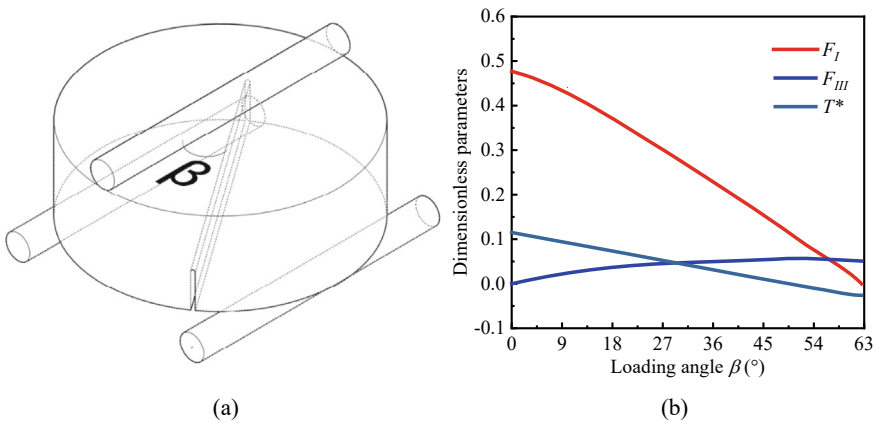 β
(a)
0.6
0.5
0.4
0.3
0.2
0.1
0.0
-0.1
Dimensionless parameters
F_I
F_III
T*
0 9 18 27 36 45 54 63
Loading angle β (°)
(b)